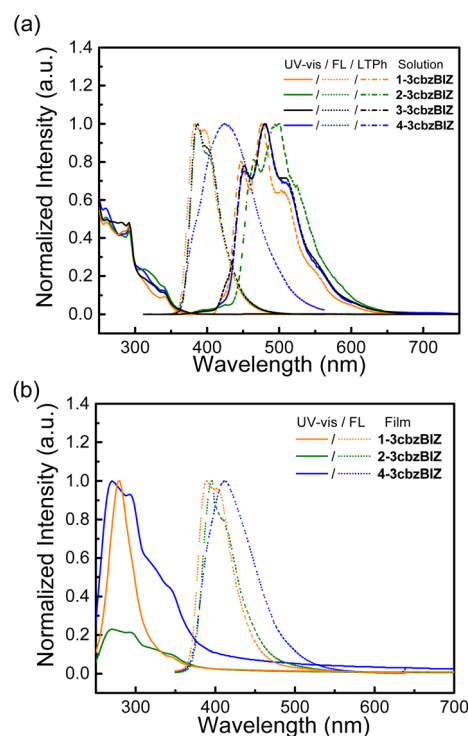 (a)
UV-vis / FL / LTPh Solution
1-3cbzBIZ
2-3cbzBIZ
3-3cbzBIZ
4-3cbzBIZ
Normalized Intensity (a.u.)
1.4
1.2
1.0
0.8
0.6
0.4
0.2
0.0
300 400 500 600 700
Wavelength (nm)
(b)
UV-vis / FL Film
1-3cbzBIZ
2-3cbzBIZ
4-3cbzBIZ
Normalized Intensity (a.u.)
1.4
1.2
1.0
0.8
0.6
0.4
0.2
0.0
300 400 500 600 700
Wavelength (nm)